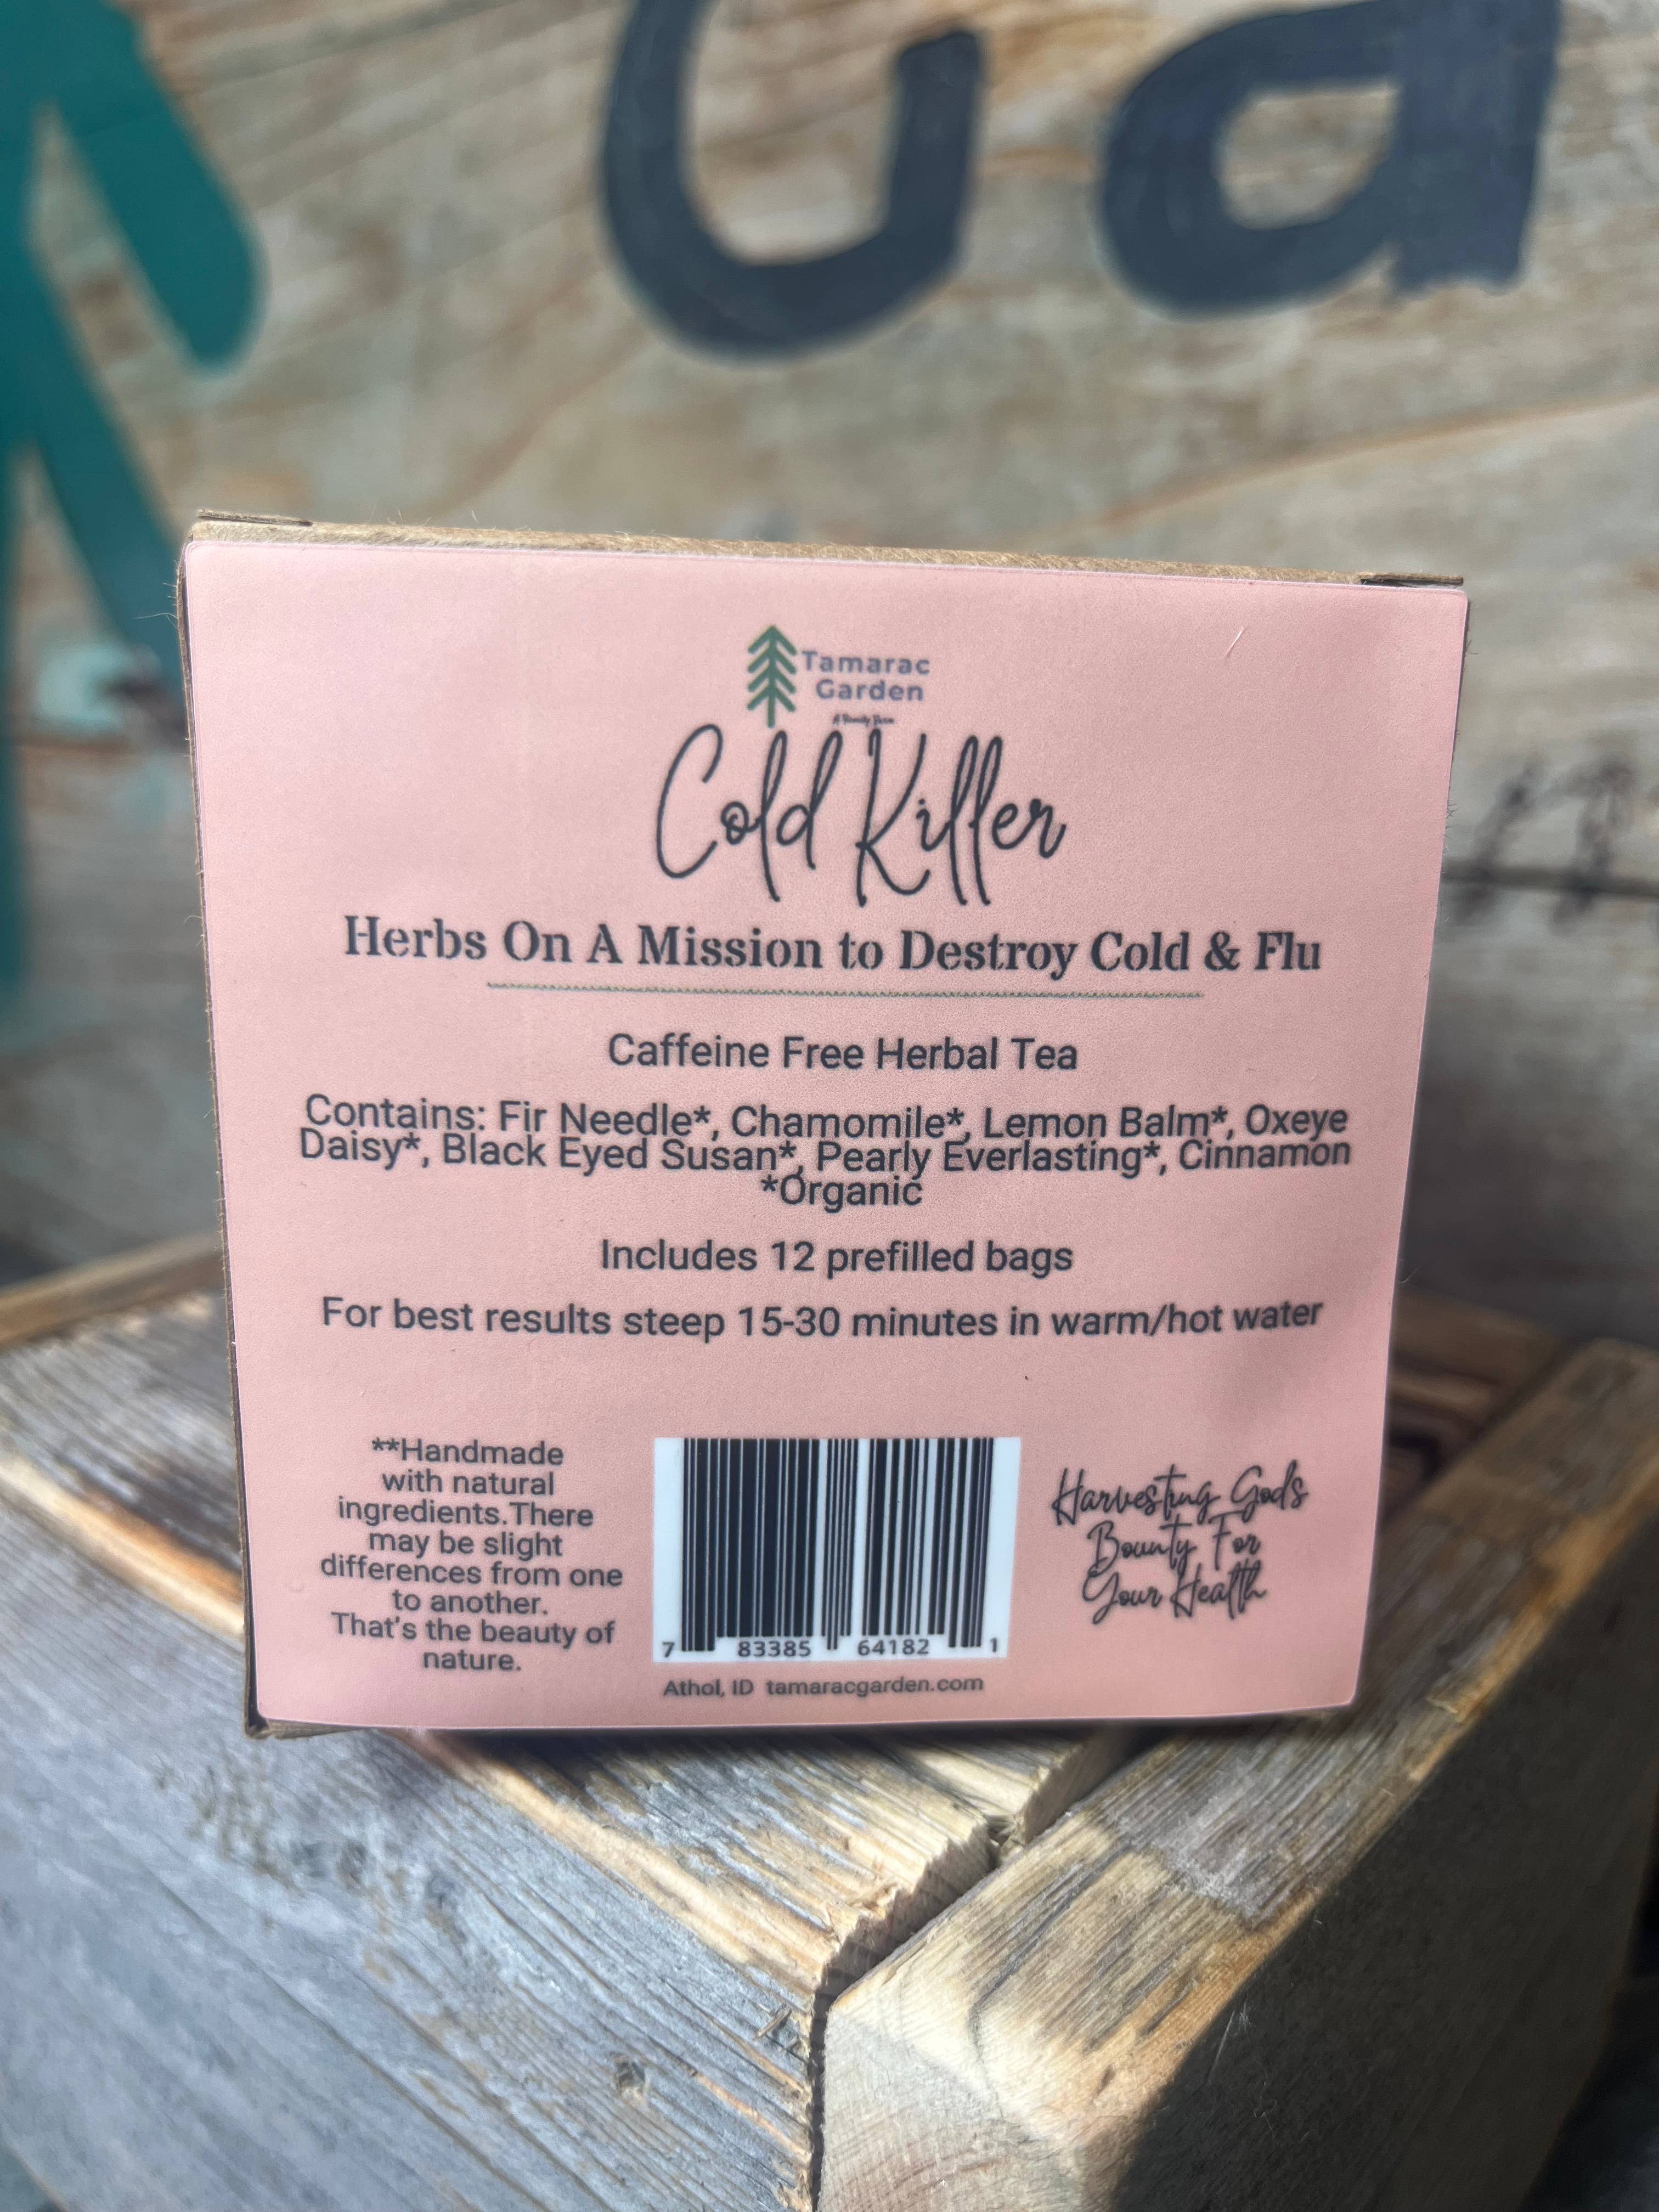 Ga
Tamarac
Garden
A Bounty Farm
Cold Killer
Herbs On A Mission to Destroy Cold & Flu
Caffeine Free Herbal Tea
Contains: Fir Needle*, Chamomile*, Lemon Balm*, Oxeye
Daisy*, Black Eyed Susan*, Pearly Everlasting*, Cinnamon
*Organic
Includes 12 prefilled bags
For best results steep 15-30 minutes in warm/hot water
**Handmade
with natural
ingredients.There
may be slight
differences from one
to another.
That's the beauty of
nature.
7 83385 64182 1
Athol, ID tamaracgarden.com
Harvesting Gods
Bounty For
Your Health